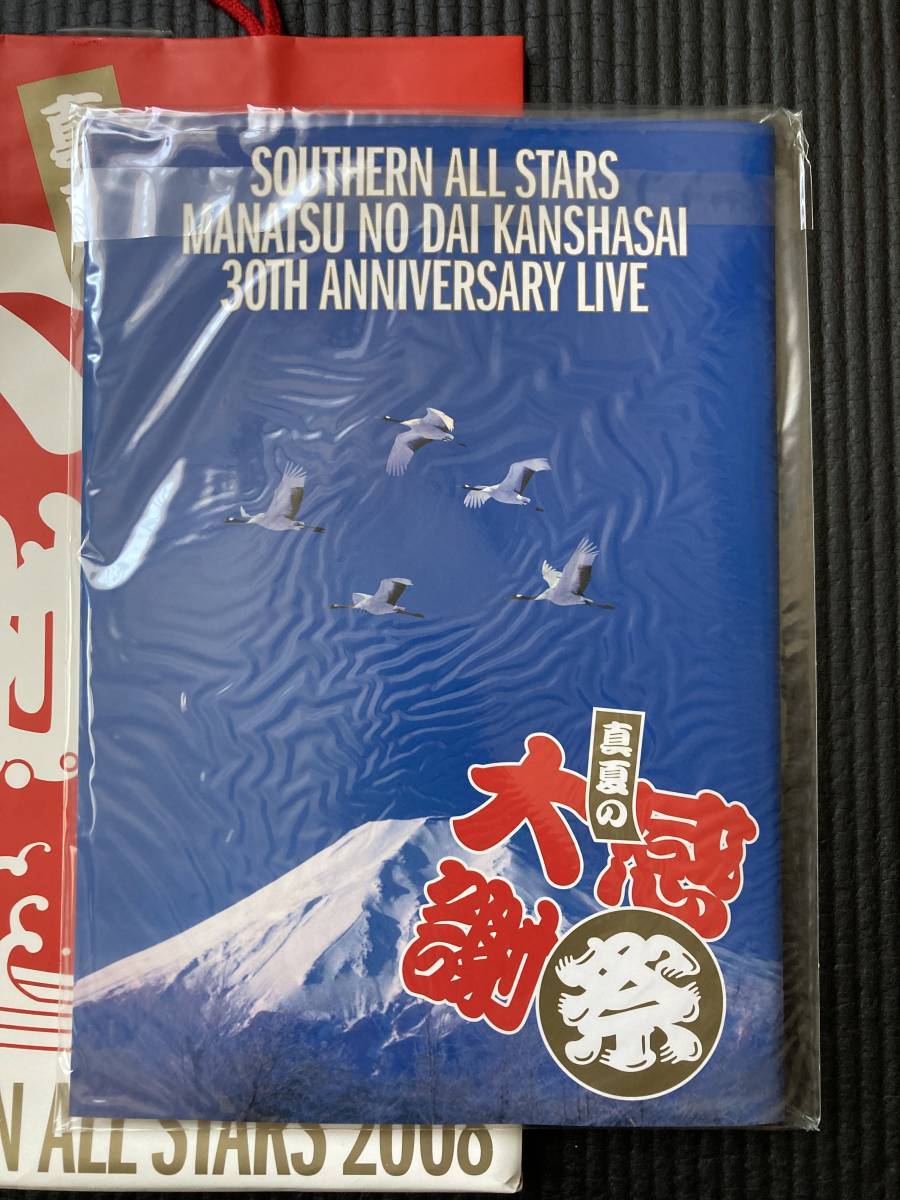 SOUTHERN ALL STARS
MANATSU NO DAI KANSHASAI
30TH ANNIVERSARY LIVE
真夏の
大感
謝祭
真
N ALL STARS 2008